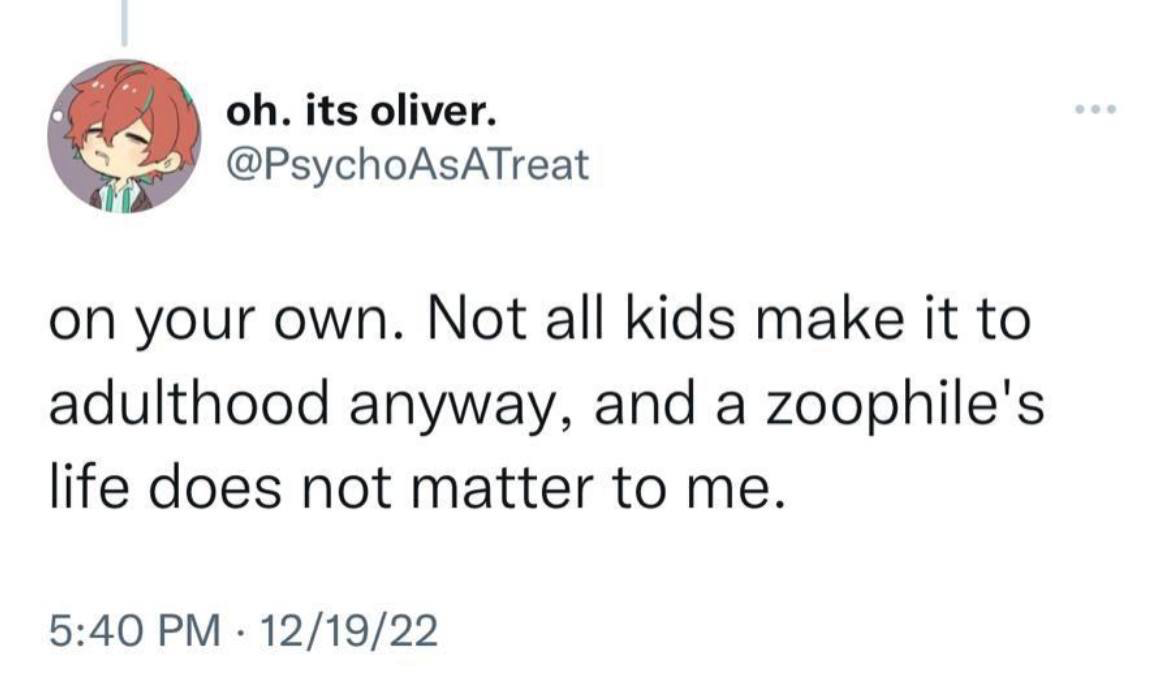 oh. its oliver.
@PsychoAsATreat
on your own. Not all kids make it to
adulthood anyway, and a zoophile's
life does not matter to me.
5:40 PM · 12/19/22